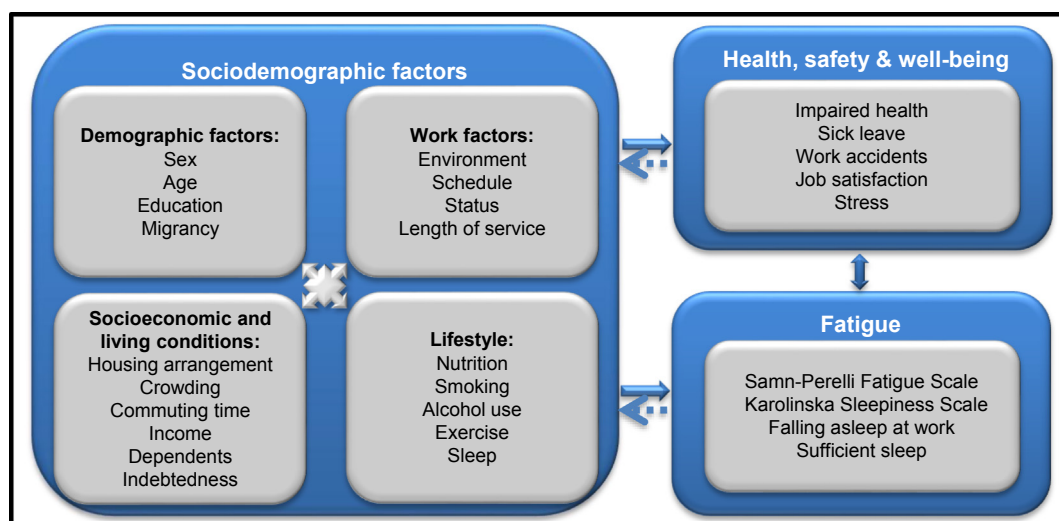 Sociodemographic factors
Demographic factors:
Sex
Age
Education
Migrancy
Work factors:
Environment
Schedule
Status
Length of service
Socioeconomic and
living conditions:
Housing arrangement
Crowding
Commuting time
Income
Dependents
Indebtedness
Lifestyle:
Nutrition
Smoking
Alcohol use
Exercise
Sleep
Health, safety & well-being
Impaired health
Sick leave
Work accidents
Job satisfaction
Stress
Fatigue
Samn-Perelli Fatigue Scale
Karolinska Sleepiness Scale
Falling asleep at work
Sufficient sleep